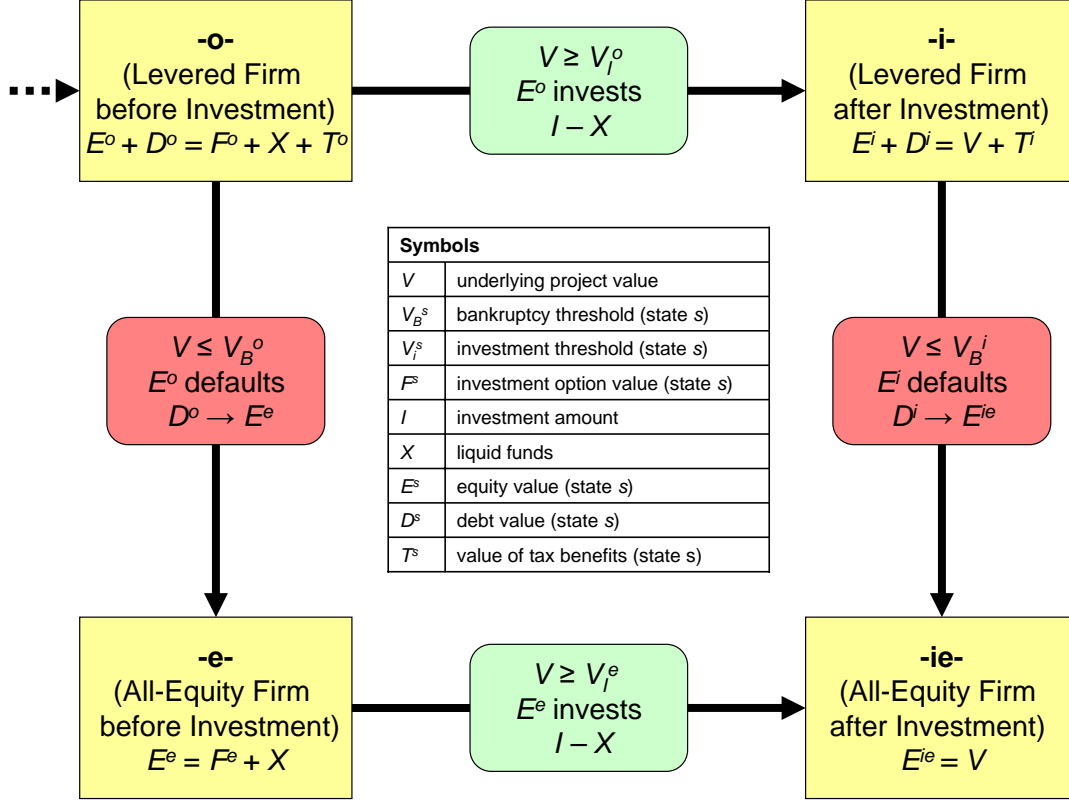 -o-
(Levered Firm
before Investment)
Eᵒ + Dᵒ = Fᵒ + X + Tᵒ
V ≥ V_Iᵒ
Eᵒ invests
I – X
-i-
(Levered Firm
after Investment)
Eⁱ + Dⁱ = V + Tⁱ
Symbols
V underlying project value
V_Bˢ bankruptcy threshold (state s)
V_iˢ investment threshold (state s)
Fˢ investment option value (state s)
I investment amount
X liquid funds
Eˢ equity value (state s)
Dˢ debt value (state s)
Tˢ value of tax benefits (state s)
V ≤ V_Bᵒ
Eᵒ defaults
Dᵒ → Eᵉ
V ≤ V_Bⁱ
Eⁱ defaults
Dⁱ → Eⁱᵉ
-e-
(All-Equity Firm
before Investment)
Eᵉ = Fᵉ + X
V ≥ V_Iᵉ
Eᵉ invests
I – X
-ie-
(All-Equity Firm
after Investment)
Eⁱᵉ = V